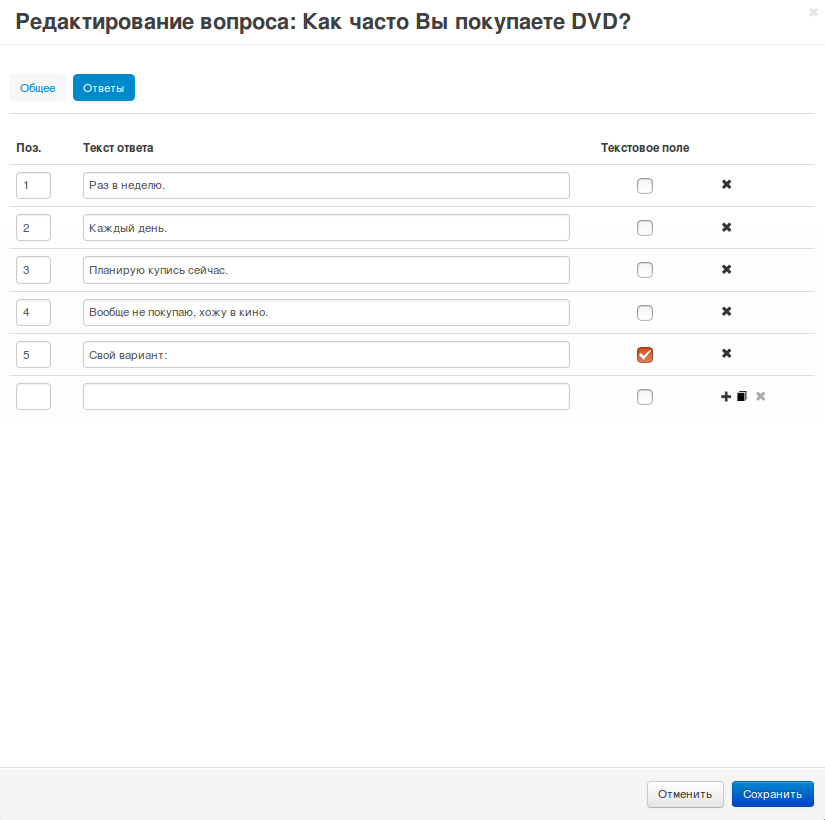 Редактирование вопроса: Как часто Вы покупаете DVD?
Общее Ответы
Поз. Текст ответа Текстовое поле
1 Раз в неделю.
2 Каждый день.
3 Планирую купись сейчас.
4 Вообще не покупаю, хожу в кино.
5 Свой вариант:
Отменить Сохранить